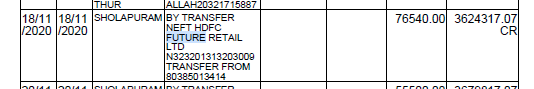 THUR ALLAH20321715887
18/11 18/11 SHOLAPURAM BY TRANSFER 76540.00 3624317.07
/2020 /2020 NEFT HDFC CR
FUTURE RETAIL
LTD
N323201313203009
TRANSFER FROM
80385013414